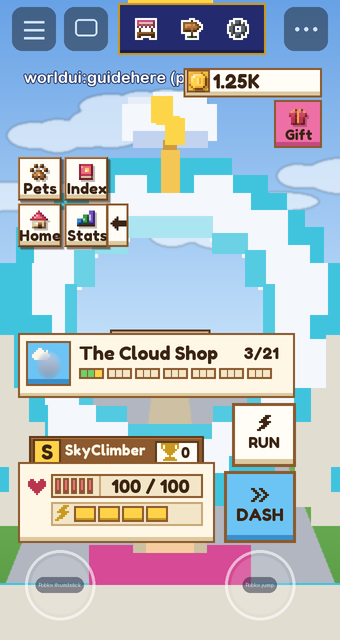 worldui:guidehere (p
1.25K
Gift
Pets
Index
Home
Stats
The Cloud Shop 3/21
RUN
S SkyClimber 0
100 / 100
DASH